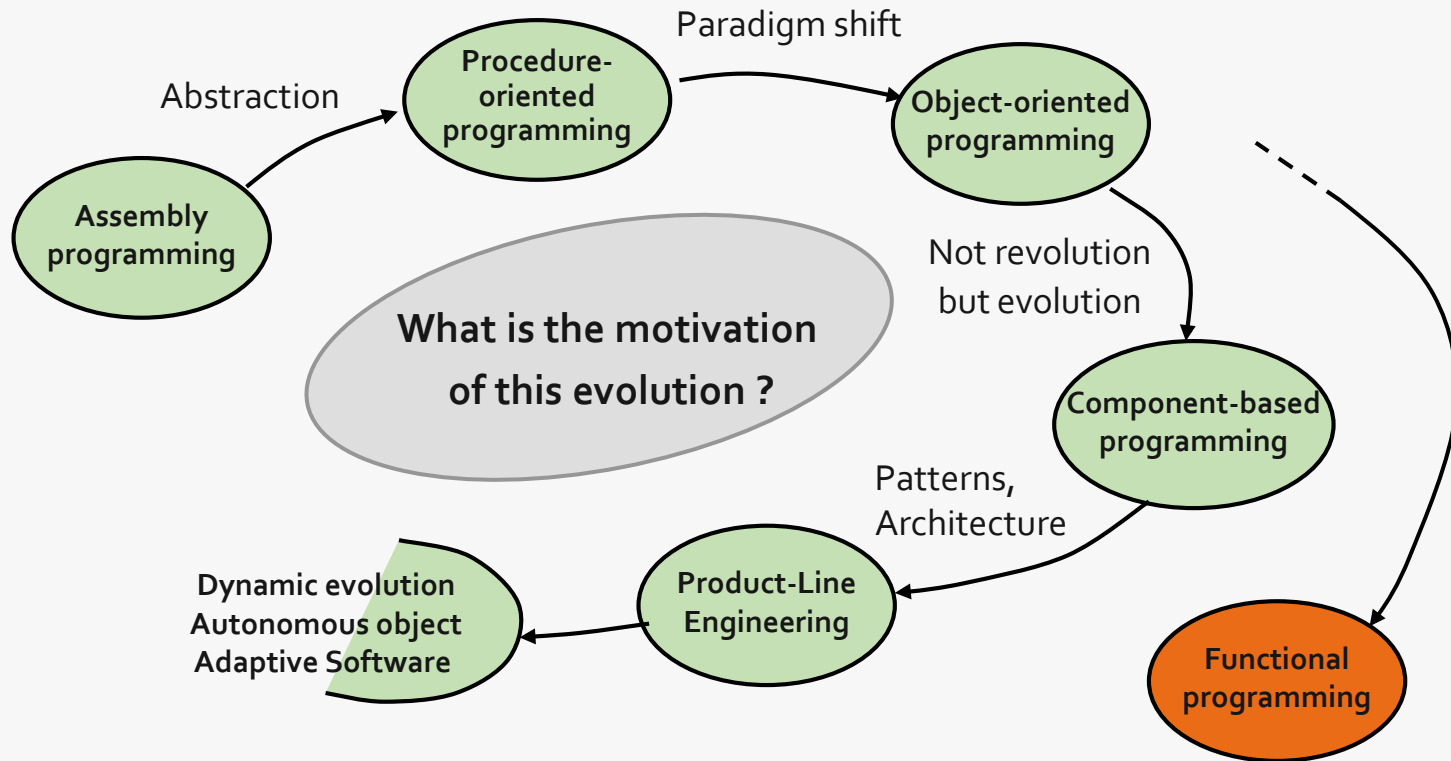 Paradigm shift
Abstraction
Procedure-
oriented
programming
Object-oriented
programming
Assembly
programming
Not revolution
but evolution
What is the motivation
of this evolution ?
Component-based
programming
Patterns,
Architecture
Product-Line
Engineering
Dynamic evolution
Autonomous object
Adaptive Software
Functional
programming